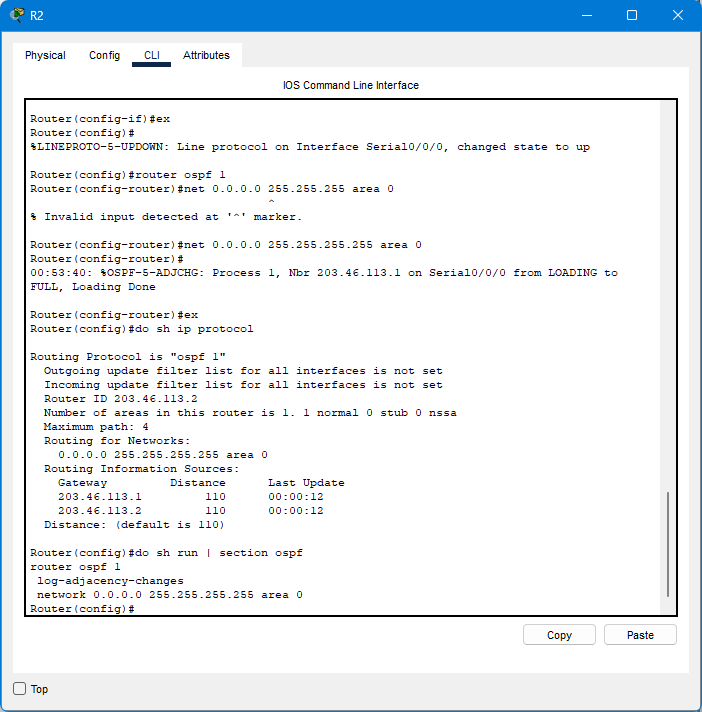 R2
Physical Config CLI Attributes
IOS Command Line Interface
Router(config-if)#ex
Router(config)#
%LINEPROTO-5-UPDOWN: Line protocol on Interface Serial0/0/0, changed state to up
Router(config)#router ospf 1
Router(config-router)#net 0.0.0.0 255.255.255 area 0
^
% Invalid input detected at '^' marker.
Router(config-router)#net 0.0.0.0 255.255.255.255 area 0
Router(config-router)#
00:53:40: %OSPF-5-ADJCHG: Process 1, Nbr 203.46.113.1 on Serial0/0/0 from LOADING to
FULL, Loading Done
Router(config-router)#ex
Router(config)#do sh ip protocol
Routing Protocol is "ospf 1"
Outgoing update filter list for all interfaces is not set
Incoming update filter list for all interfaces is not set
Router ID 203.46.113.2
Number of areas in this router is 1. 1 normal 0 stub 0 nssa
Maximum path: 4
Routing for Networks:
0.0.0.0 255.255.255.255 area 0
Routing Information Sources:
Gateway Distance Last Update
203.46.113.1 110 00:00:12
203.46.113.2 110 00:00:12
Distance: (default is 110)
Router(config)#do sh run | section ospf
router ospf 1
log-adjacency-changes
network 0.0.0.0 255.255.255.255 area 0
Router(config)#
Copy Paste
Top